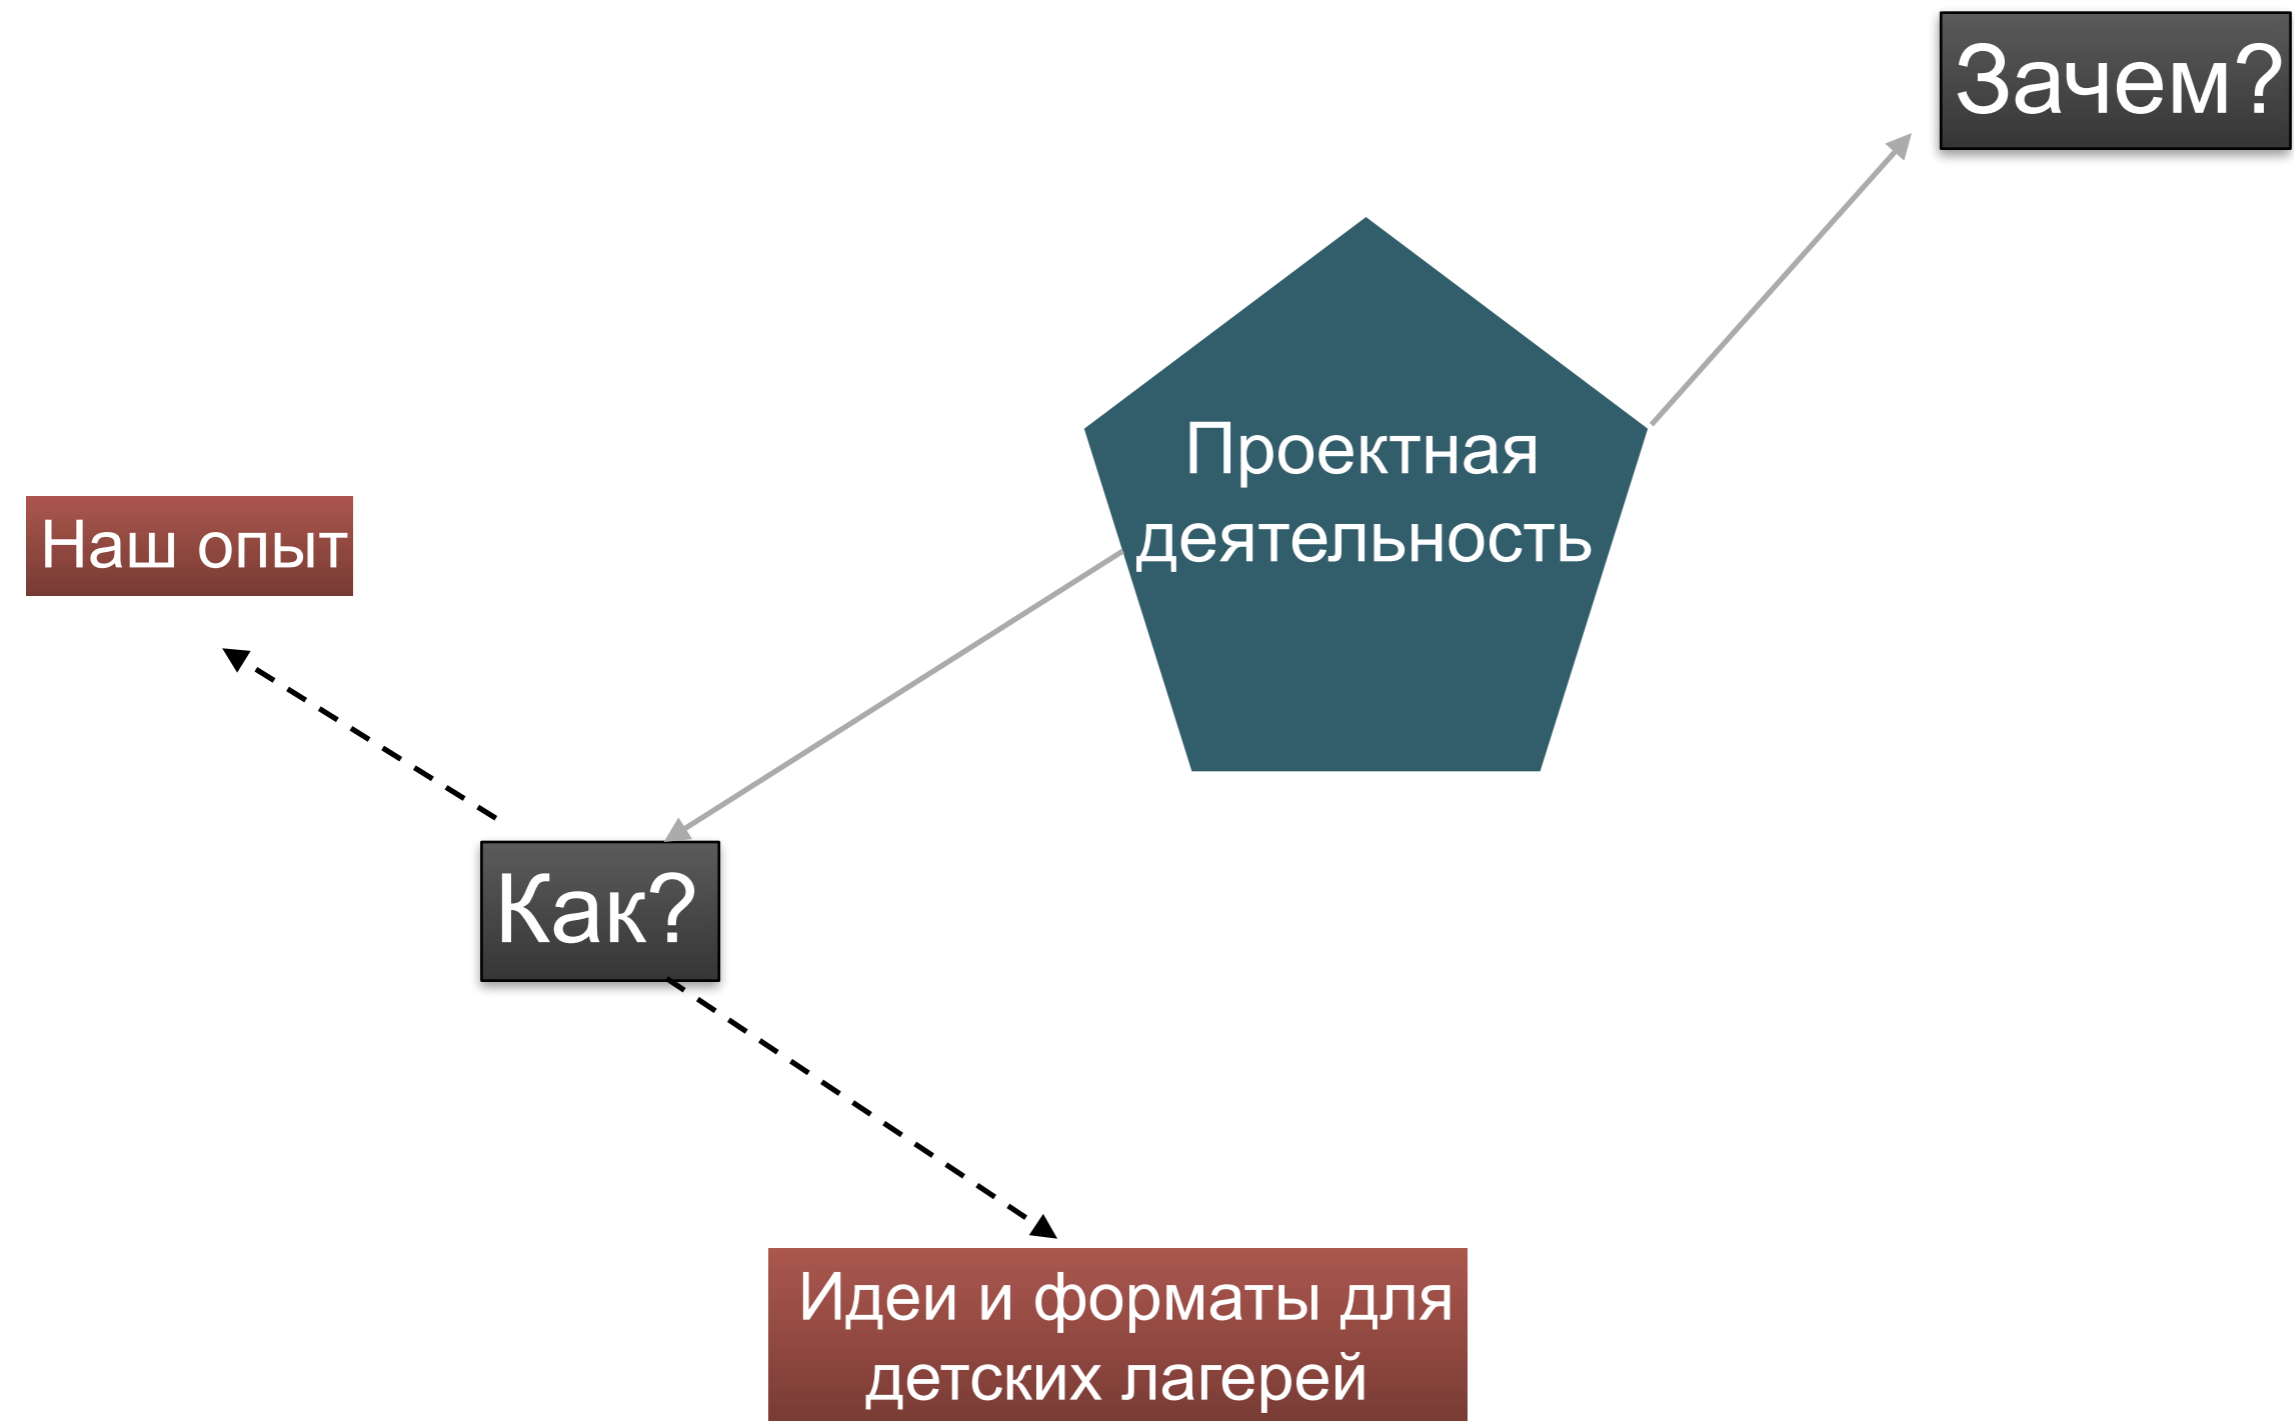 Зачем?
Проектная
деятельность
Наш опыт
Как?
Идеи и форматы для
детских лагерей